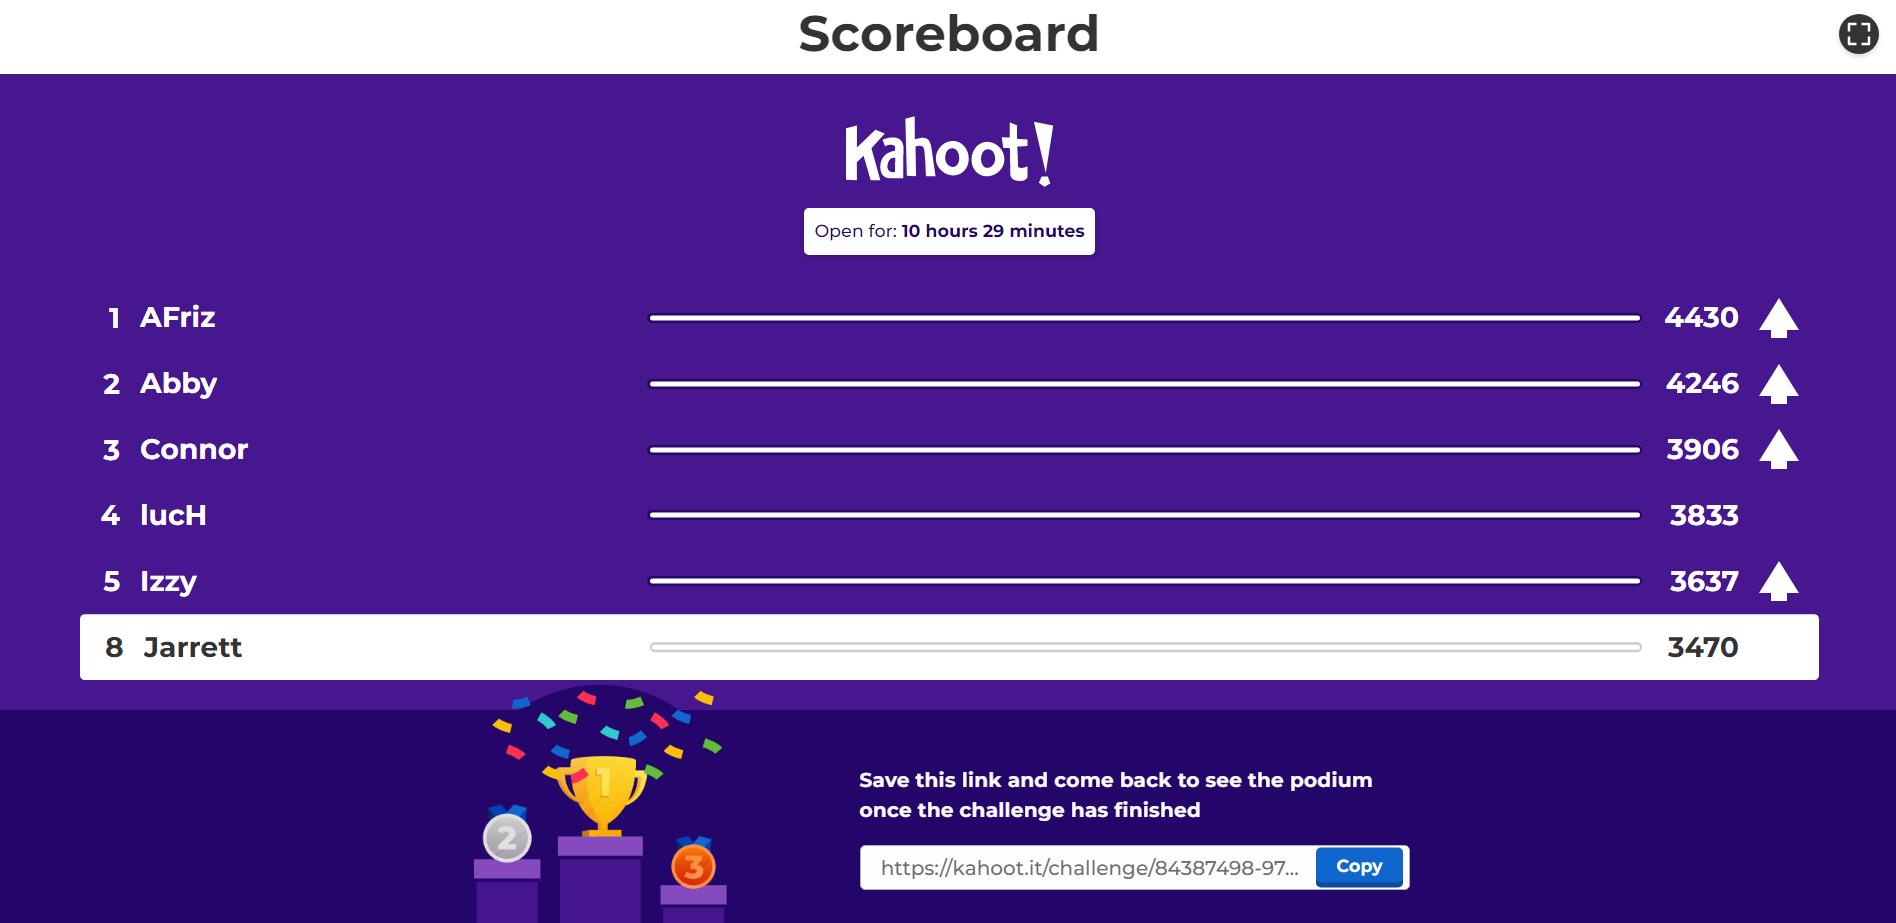 Scoreboard
Kahoot!
Open for: 10 hours 29 minutes
1 AFriz 4430
2 Abby 4246
3 Connor 3906
4 lucH 3833
5 Izzy 3637
8 Jarrett 3470
1
2
3
Save this link and come back to see the podium
once the challenge has finished
https://kahoot.it/challenge/84387498-97... Copy